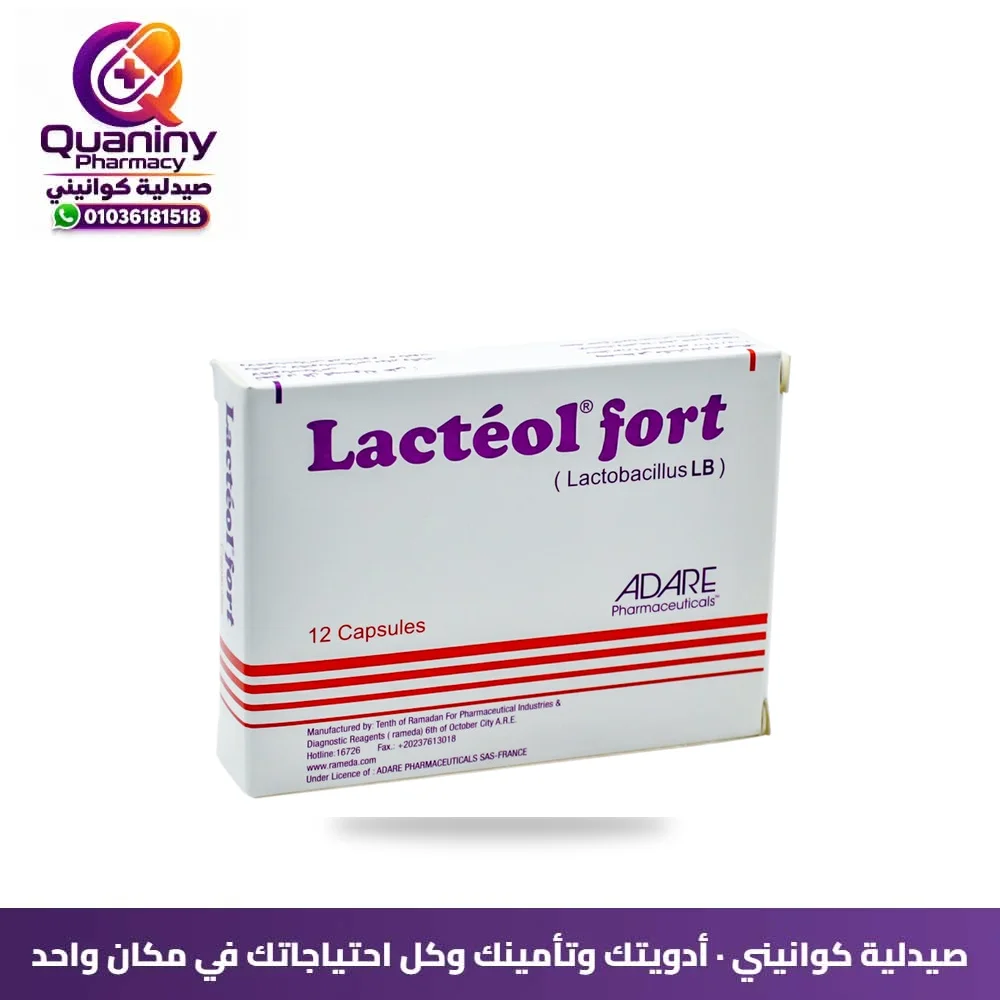 Quaniny
Pharmacy
صيدلية كوانيني
01036181518
Lactéol® fort
( Lactobacillus LB )
Lactéol® fort
ADARE
Pharmaceuticals™
12 Capsules
Manufactured by: Tenth of Ramadan For Pharmaceutical Industries &
Diagnostic Reagents ( rameda) 6th of October City A.R.E.
Hotline:16726 Fax.: +20237613018
www.rameda.com
Under Licence of : ADARE PHARMACEUTICALS SAS-FRANCE
صيدلية كوانيني • أدويتك وتأمينك وكل احتياجاتك في مكان واحد